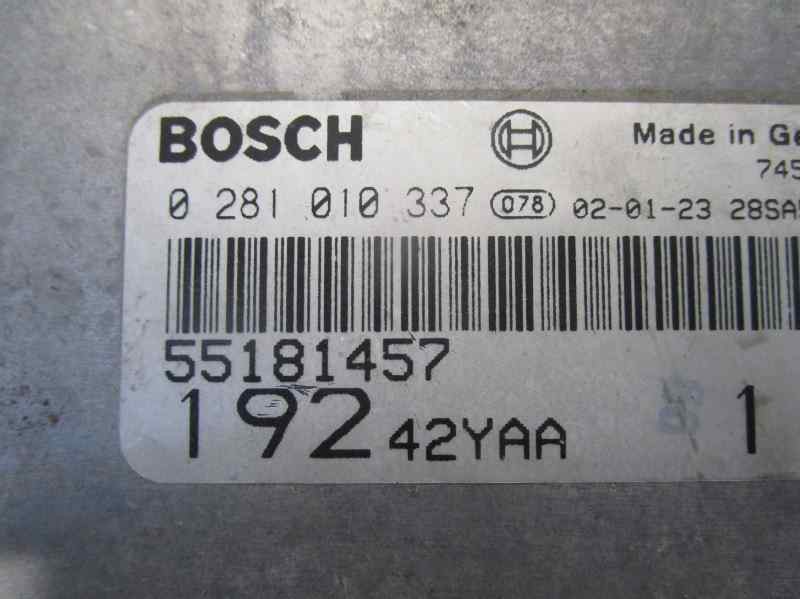 BOSCH Made in Ge
745
0 281 010 337 078 02-01-23 28SA
55181457
192 42YAA 1